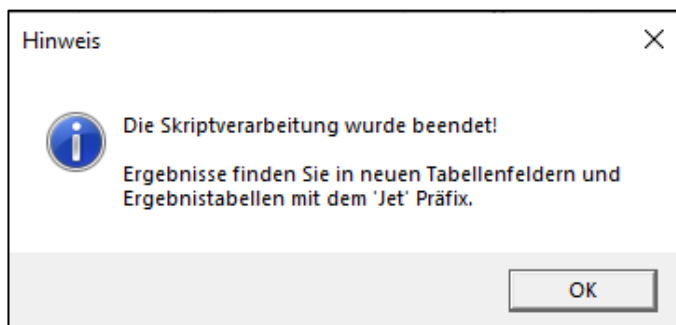 Hinweis
Die Skriptverarbeitung wurde beendet!
Ergebnisse finden Sie in neuen Tabellenfeldern und
Ergebnistabellen mit dem 'Jet' Präfix.
OK